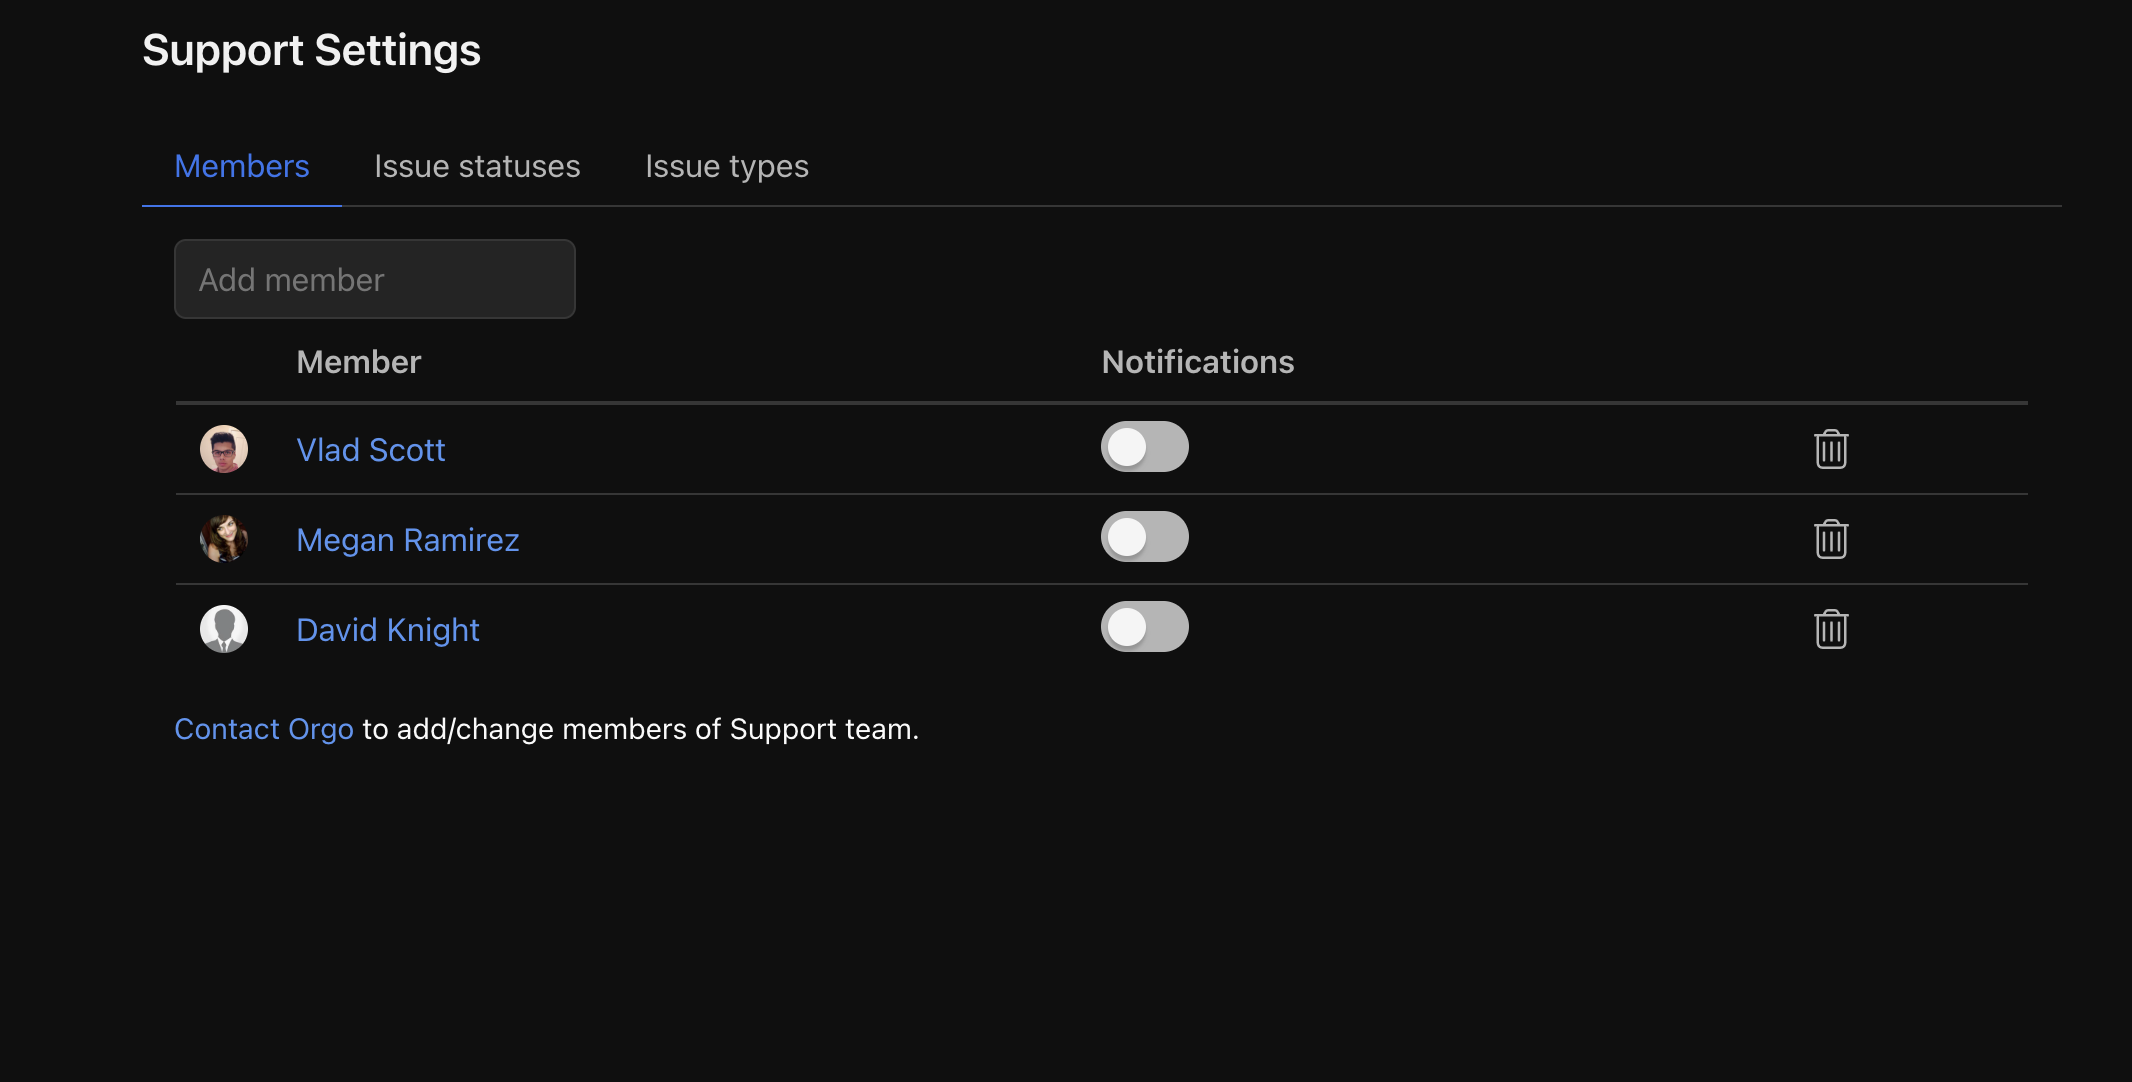 Support Settings
Members Issue statuses Issue types
Add member
Member Notifications
Vlad Scott
Megan Ramirez
David Knight
Contact Orgo to add/change members of Support team.